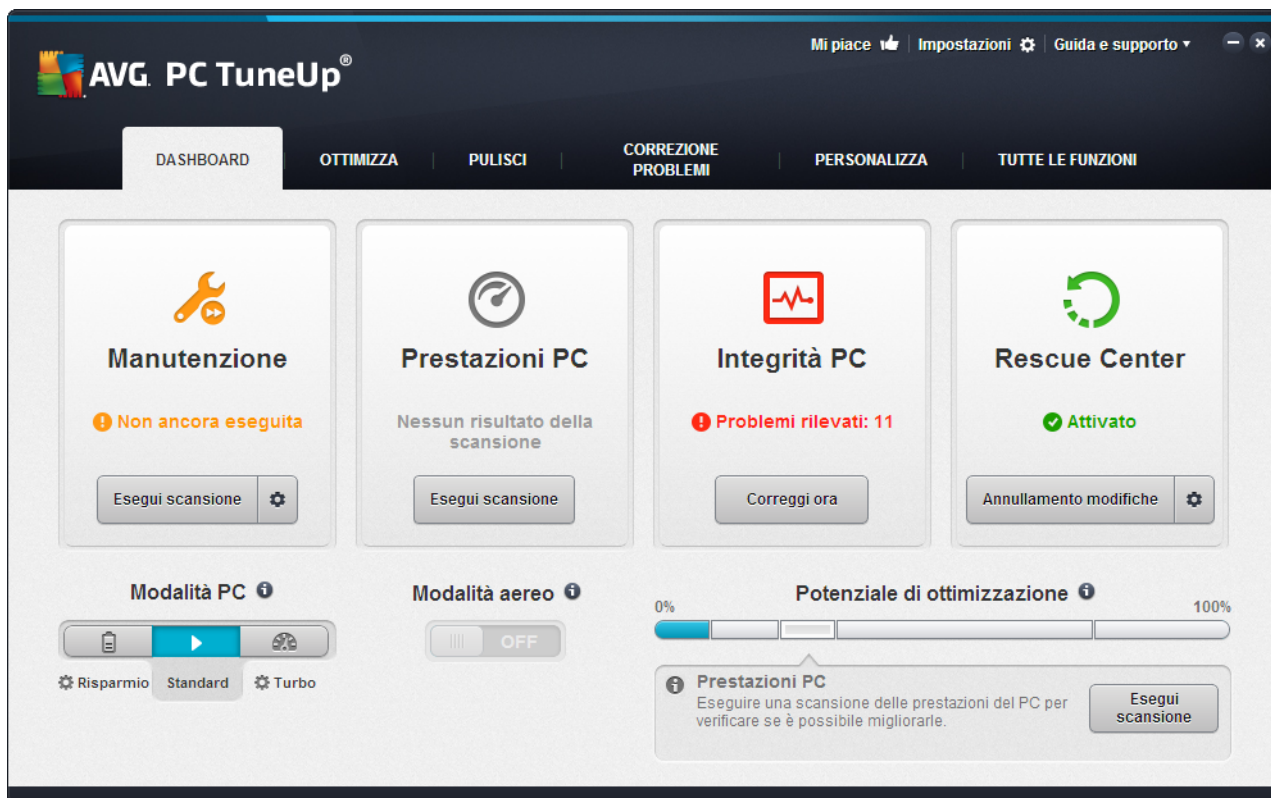 Mi piace Impostazioni Guida e supporto
AVG. PC TuneUp®
DASHBOARD
OTTIMIZZA
PULISCI
CORREZIONE
PROBLEMI
PERSONALIZZA
TUTTE LE FUNZIONI
Manutenzione
Non ancora eseguita
Esegui scansione
Prestazioni PC
Nessun risultato della
scansione
Esegui scansione
Integrità PC
Problemi rilevati: 11
Correggi ora
Rescue Center
Attivato
Annullamento modifiche
Modalità PC
Risparmio
Standard
Turbo
Modalità aereo
OFF
Potenziale di ottimizzazione
0%
100%
Prestazioni PC
Eseguire una scansione delle prestazioni del PC per
verificare se è possibile migliorarle.
Esegui
scansione